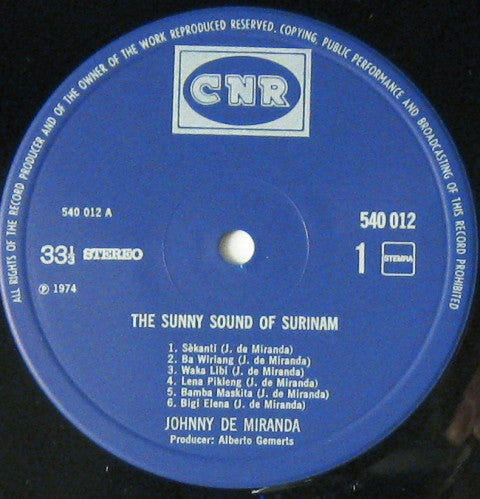 ALL RIGHTS OF THE RECORD PRODUCER AND OF THE OWNER OF THE WORK REPRODUCED RESERVED. COPYING, PUBLIC PERFORMANCE AND BROADCASTING OF THIS RECORD PROHIBITED
CNR
540 012 A
540 012
33⅓ STEREO
1 STEMRA
Ⓟ 1974
THE SUNNY SOUND OF SURINAM
1. Sèkanti (J. de Miranda)
2. Ba Wirlang (J. de Miranda)
3. Waka Libi (J. de Miranda)
4. Lena Pikieng (J. de Miranda)
5. Bamba Maskita (J. de Miranda)
6. Bigi Elena (J. de Miranda)
JOHNNY DE MIRANDA
Producer: Alberto Gemerts